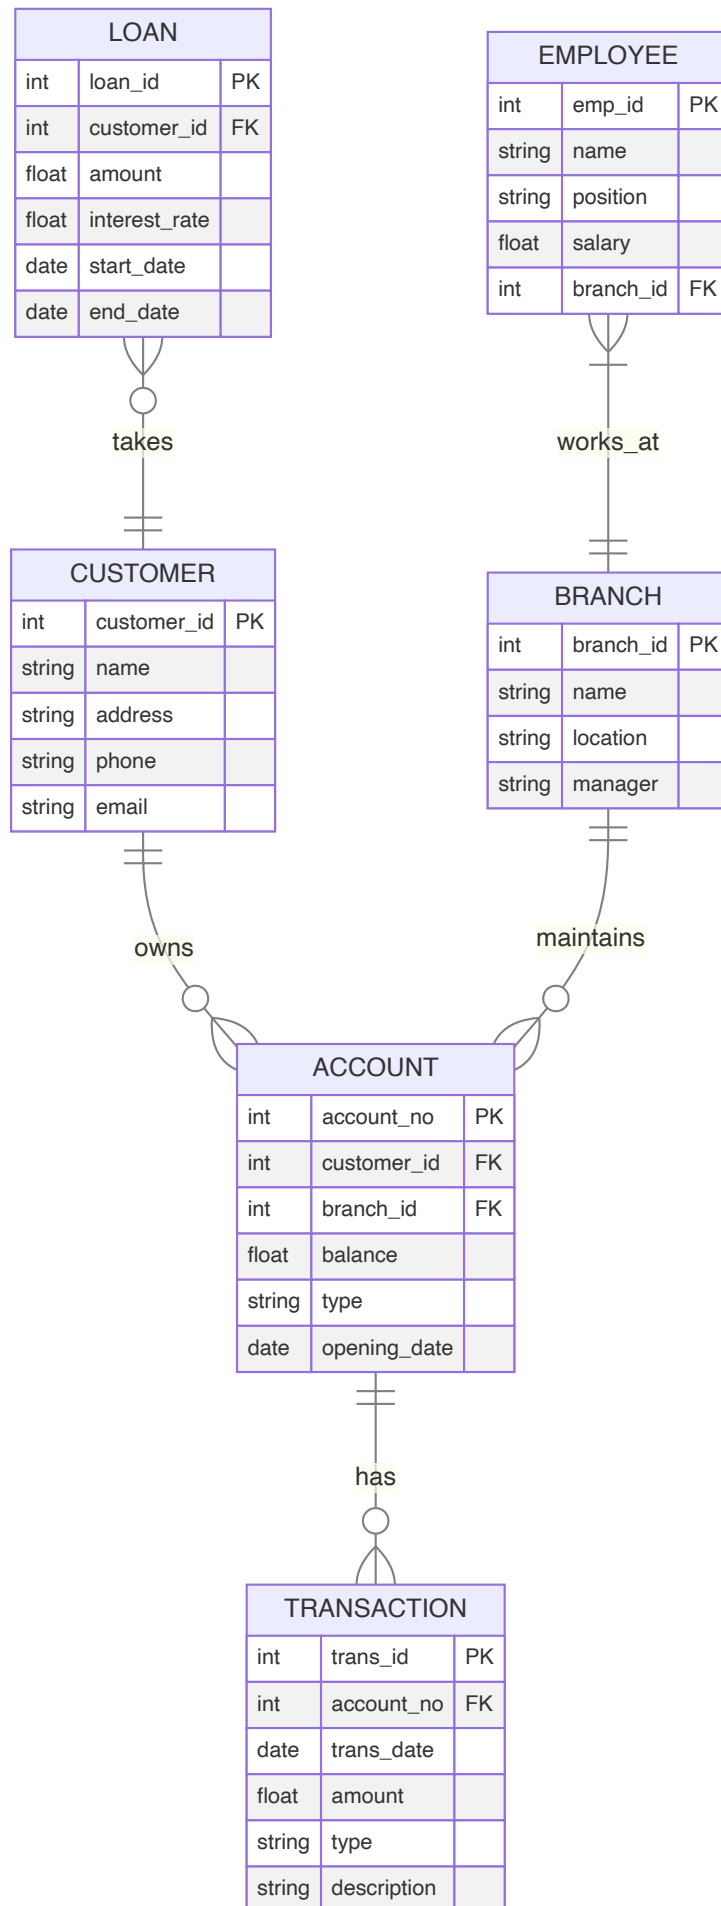 LOAN
int loan_id PK
int customer_id FK
float amount
float interest_rate
date start_date
date end_date
EMPLOYEE
int emp_id PK
string name
string position
float salary
int branch_id FK
takes
works_at
CUSTOMER
int customer_id PK
string name
string address
string phone
string email
BRANCH
int branch_id PK
string name
string location
string manager
owns
maintains
ACCOUNT
int account_no PK
int customer_id FK
int branch_id FK
float balance
string type
date opening_date
has
TRANSACTION
int trans_id PK
int account_no FK
date trans_date
float amount
string type
string description